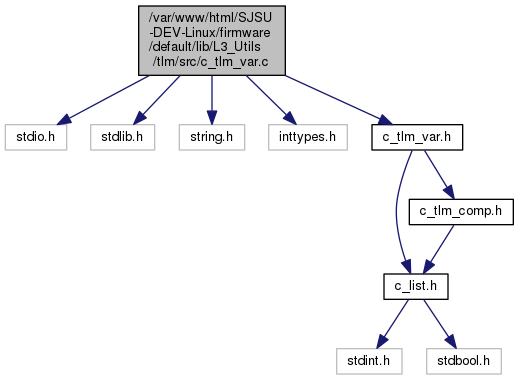 /var/www/html/SJSU
-DEV-Linux/firmware
/default/lib/L3_Utils
/tlm/src/c_tlm_var.c
stdio.h
stdlib.h
string.h
inttypes.h
c_tlm_var.h
c_tlm_comp.h
c_list.h
stdint.h
stdbool.h